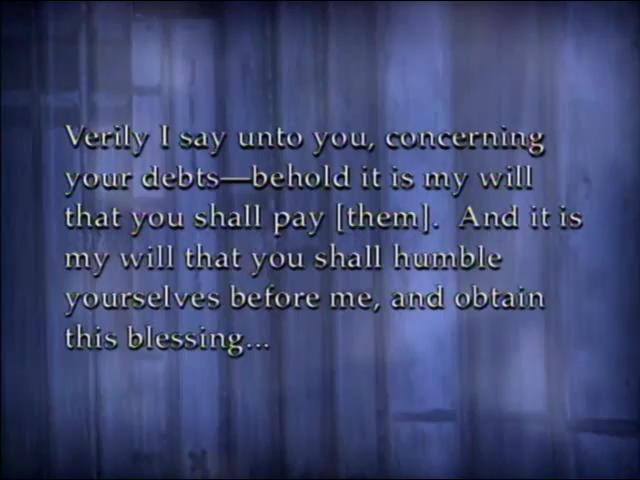 Verily I say unto you, concerning
your debts—behold it is my will
that you shall pay [them].  And it is
my will that you shall humble
yourselves before me, and obtain
this blessing...